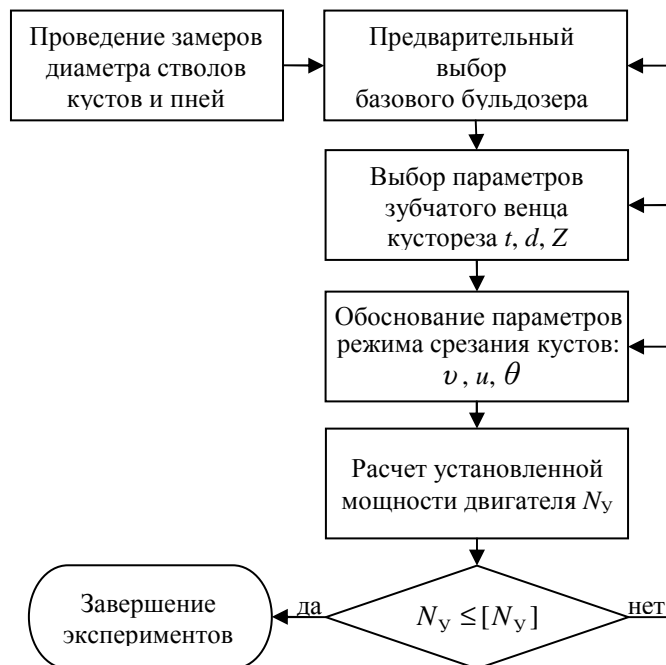 Проведение замеров
диаметра стволов
кустов и пней
Предварительный
выбор
базового бульдозера
Выбор параметров
зубчатого венца
кустореза t, d, Z
Обоснование параметров
режима срезания кустов:
υ , u, θ
Расчет установленной
мощности двигателя Nу
Завершение
экспериментов
да
Nу ≤ [Nу]
нет